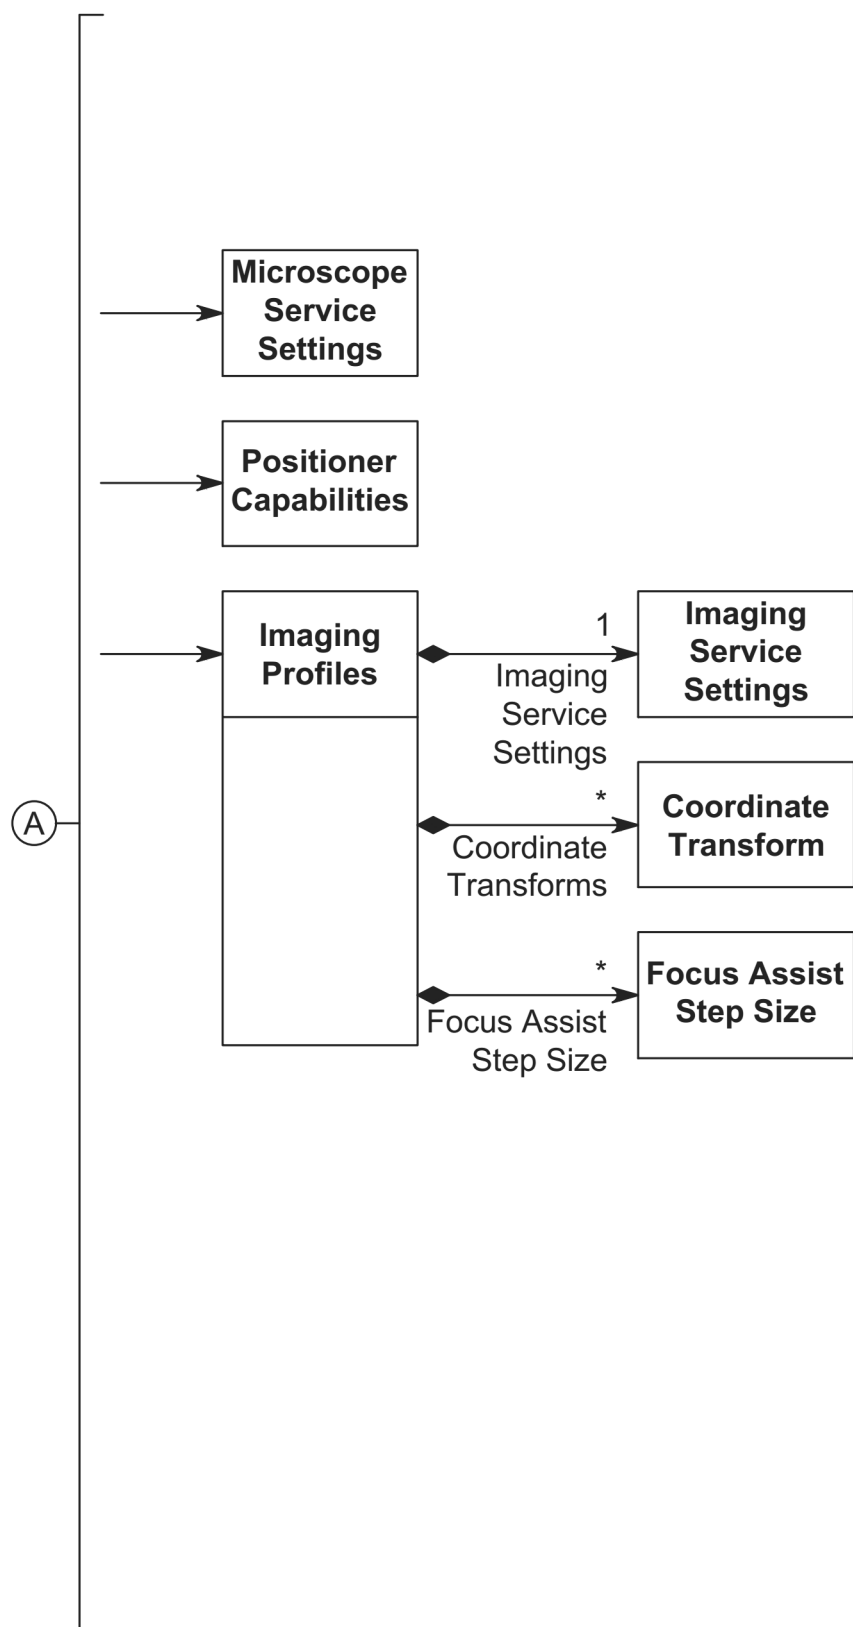 Microscope
Service
Settings
Positioner
Capabilities
Imaging
Profiles
1
Imaging
Service
Settings
Imaging
Service
Settings
A
*
Coordinate
Transforms
Coordinate
Transform
*
Focus Assist
Step Size
Focus Assist
Step Size